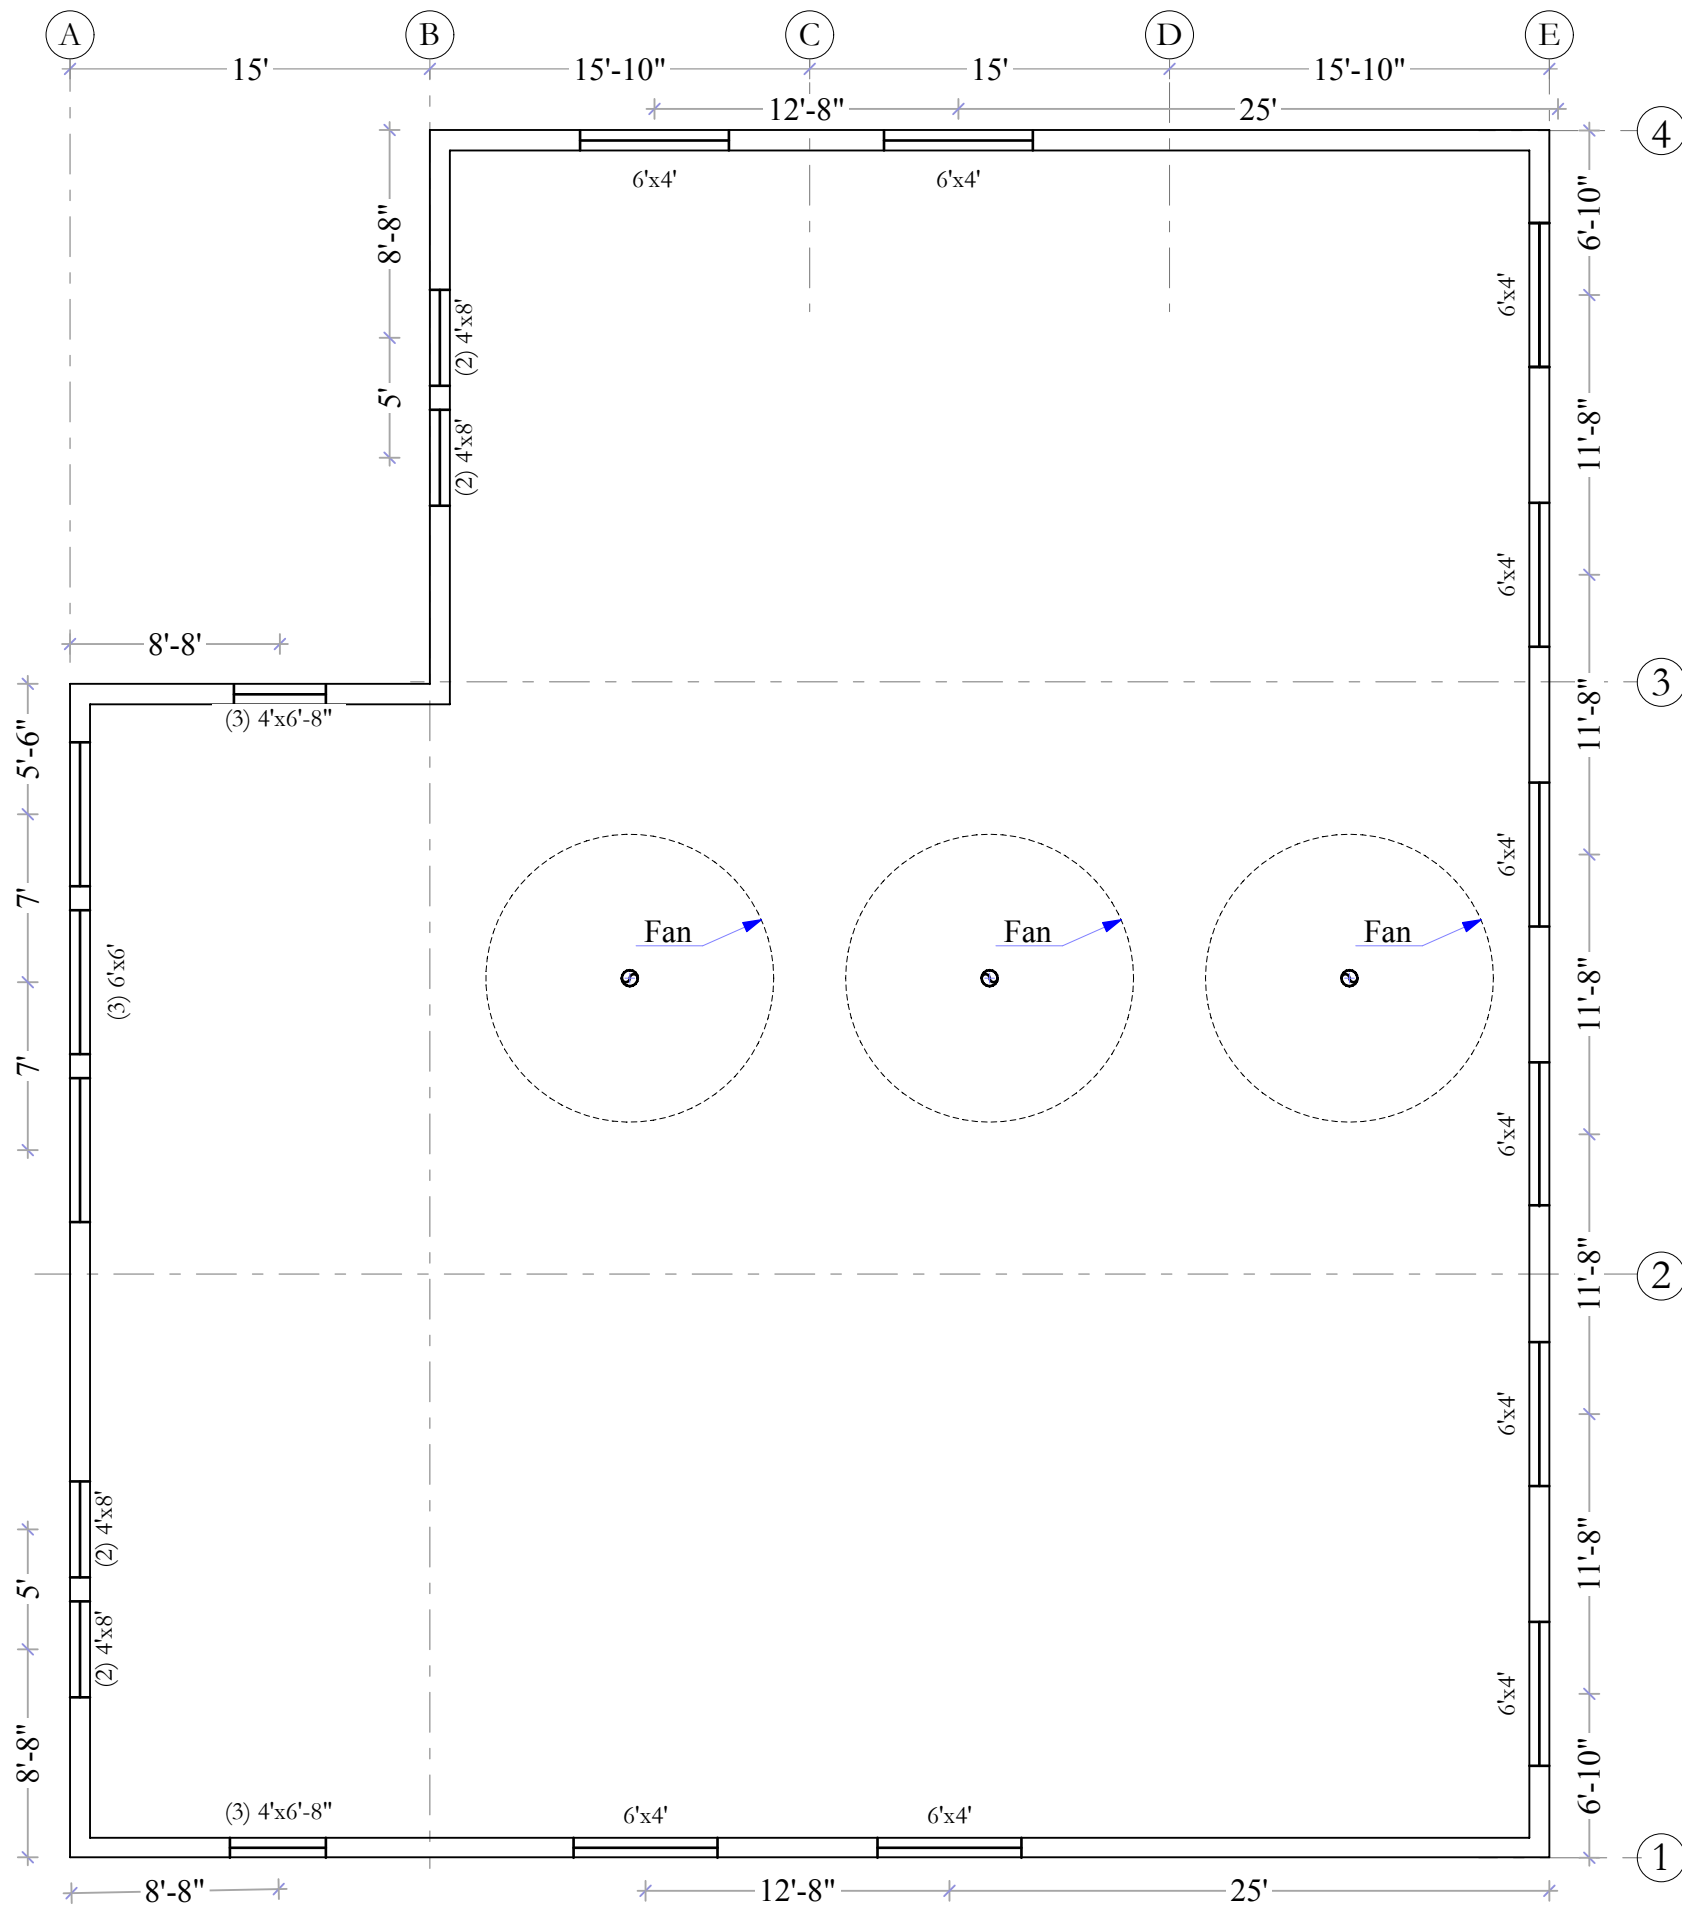 A B C D E
15' 15'-10" 15' 15'-10"
12'-8" 25'
4
6'x4' 6'x4'
8'-8"
6'-10"
6'x4'
(2) 4'x8'
5'
11'-8"
(2) 4'x8'
6'x4'
8'-8'
3
(3) 4'x6'-8"
11'-8"
5'-6"
6'x4'
7'
Fan Fan Fan
(3) 6'x6'
11'-8"
7'
6'x4'
2
11'-8"
6'x4'
(2) 4'x8'
11'-8"
5'
(2) 4'x8'
6'x4'
8'-8"
6'-10"
(3) 4'x6'-8" 6'x4' 6'x4'
1
8'-8" 12'-8" 25'